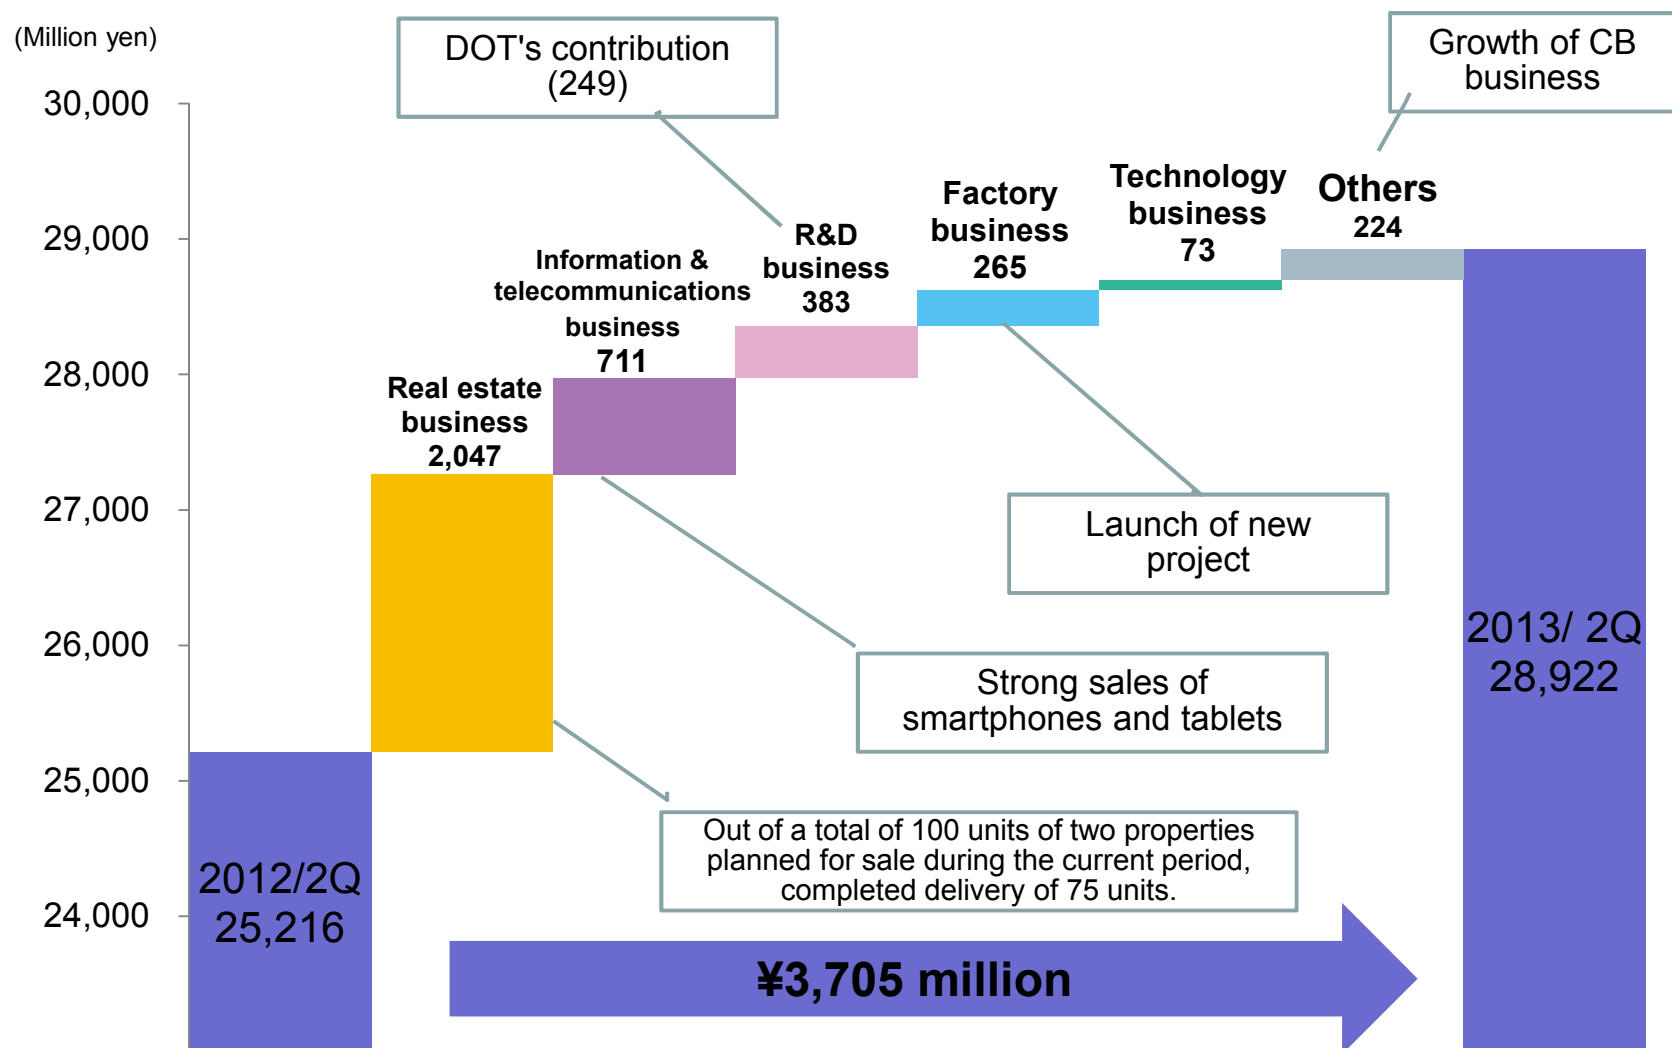 (Million yen)
30,000
29,000
28,000
27,000
26,000
25,000
24,000
DOT's contribution
(249)
Growth of CB
business
Real estate
business
2,047
Information &
telecommunications
business
711
R&D
business
383
Factory
business
265
Technology
business
73
Others
224
Launch of new
project
Strong sales of
smartphones and tablets
Out of a total of 100 units of two properties
planned for sale during the current period,
completed delivery of 75 units.
2012/2Q
25,216
2013/ 2Q
28,922
¥3,705 million